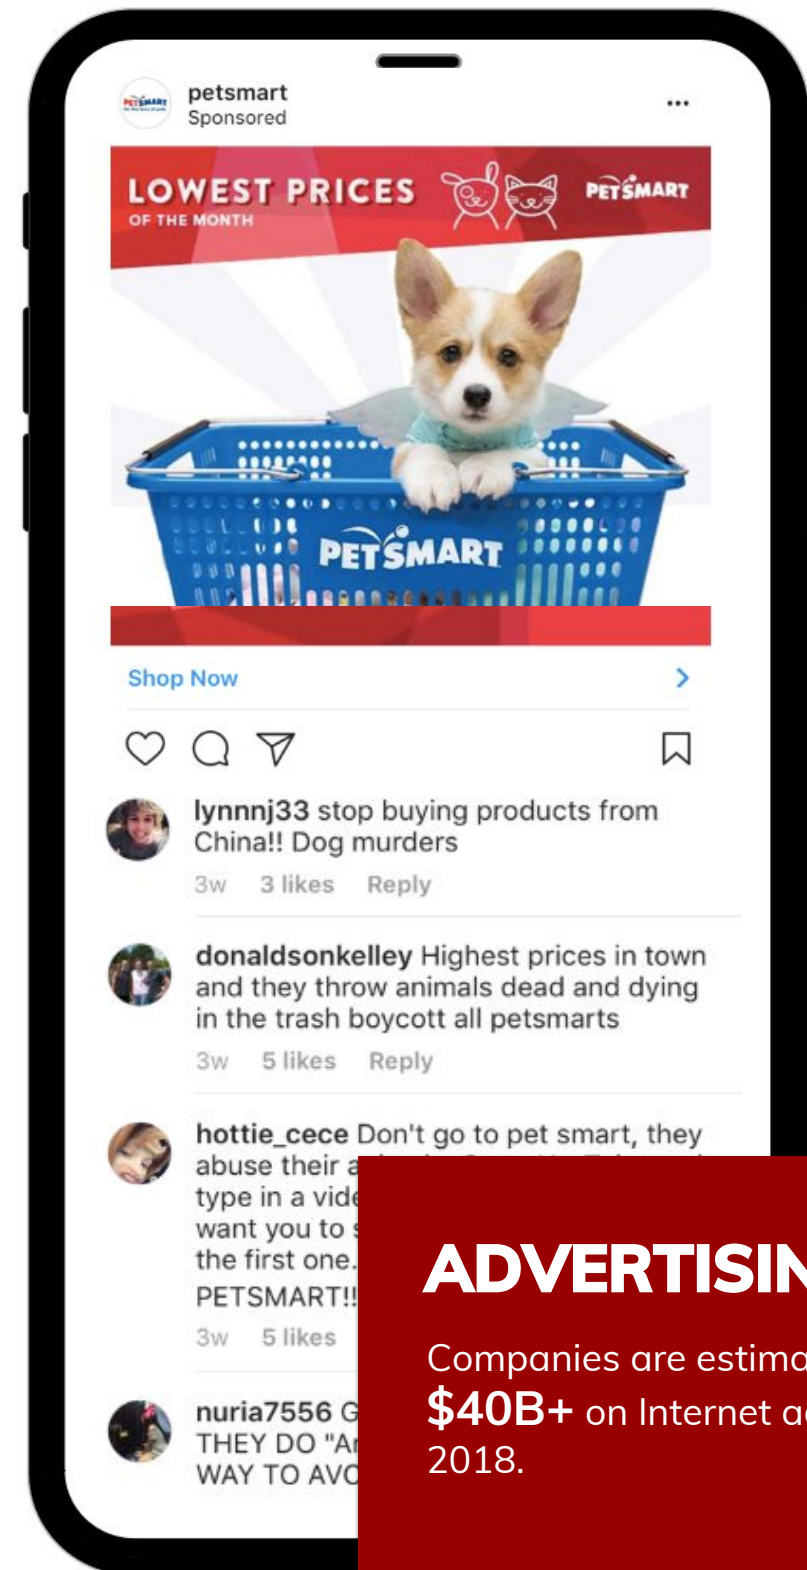 petsmart
Sponsored
LOWEST PRICES
OF THE MONTH
PETSMART
PETSMART
Shop Now
lynnnj33 stop buying products from
China!! Dog murders
3w 3 likes Reply
donaldsonkelley Highest prices in town
and they throw animals dead and dying
in the trash boycott all petsmarts
3w 5 likes Reply
hottie_cece Don't go to pet smart, they
abuse their
type in a
want you to
the first one.
PETSMART!!
3w 5 likes
nuria7556
THEY DO
WAY TO
Companies are
$40B+ on Internet
2018.